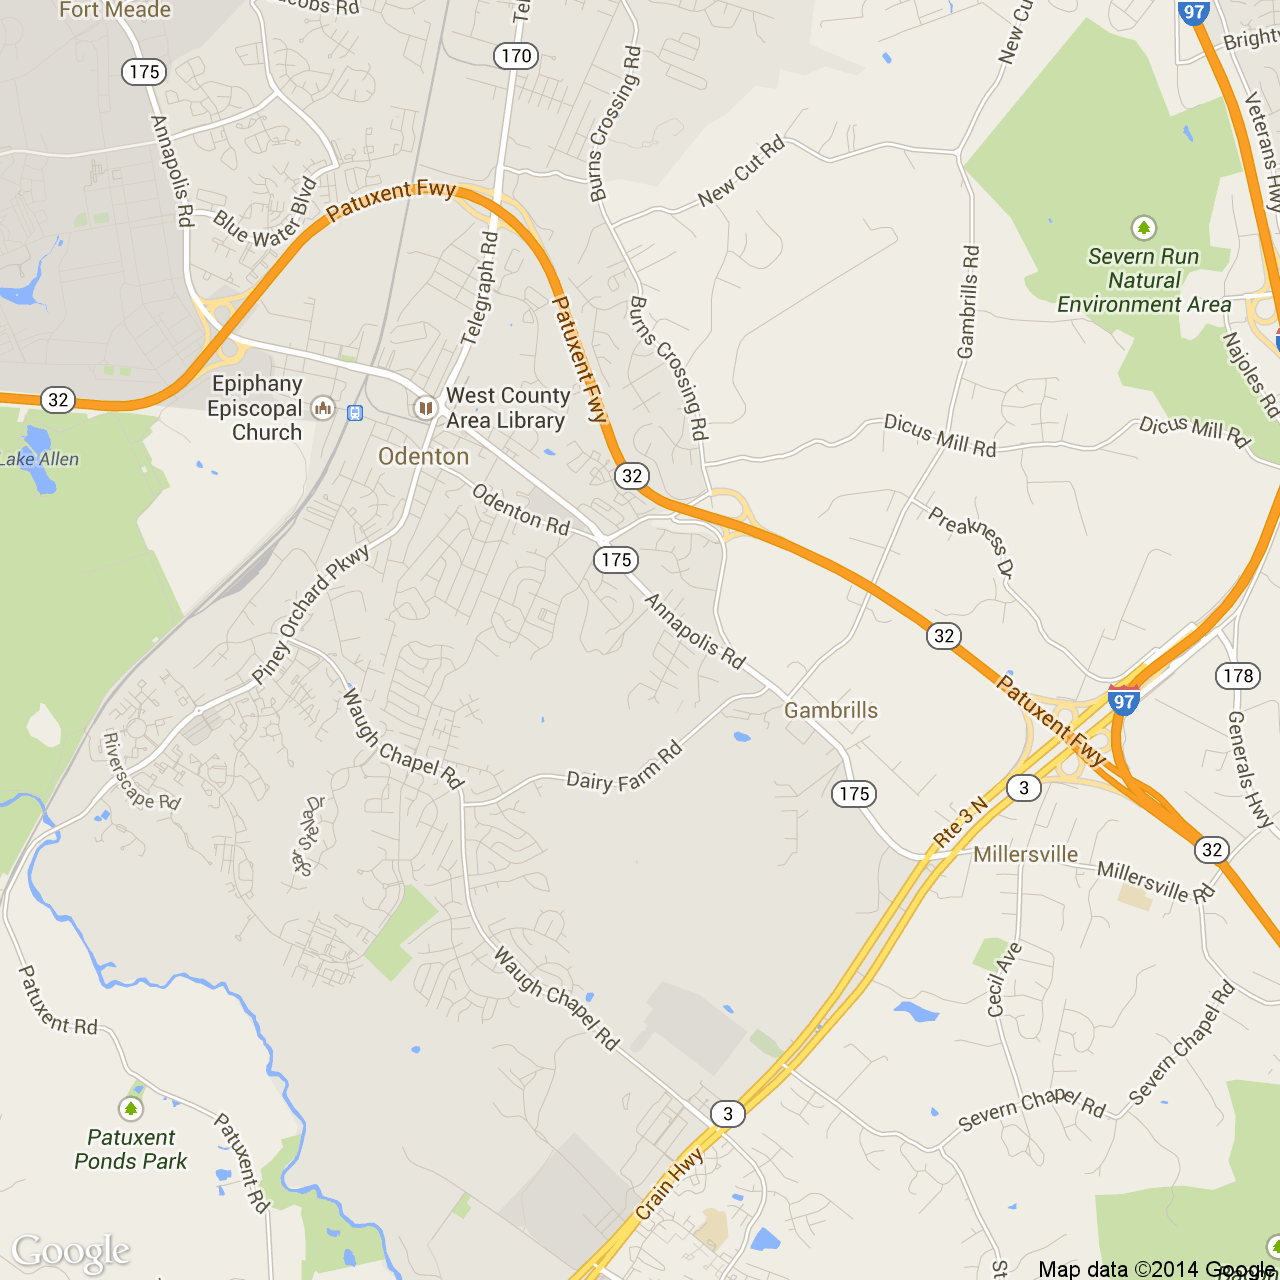 Fort Meade
175
Jacobs Rd
170
97
New Cut
Veterans Hwy
Annapolis Rd
Burns Crossing Rd
New Cut Rd
Patuxent Fwy
Blue Water Blvd
Telegraph Rd
Gambrills Rd
Severn Run
Natural
Environment Area
Najoles Rd
Patuxent Fwy
Burns Crossing Rd
32
Epiphany
Episcopal
Church
West County
Area Library
Dicus Mill Rd
Dicus Mill Rd
Lake Allen
Odenton
32
Odenton Rd
Preakness Dr
175
Piney Orchard Pkwy
Annapolis Rd
32
178
Waugh Chapel Rd
Gambrills
97
Patuxent Fwy
Generals Hwy
Riverscape Rd
Dairy Farm Rd
175
3
Rte 3 N
Stella's Dr
Millersville
32
Millersville Rd
Cecil Ave
Waugh Chapel Rd
Patuxent Rd
Severn Chapel Rd
Severn Chapel Rd
3
Patuxent
Ponds Park
Patuxent Rd
Crain Hwy
Google
Map data ©2014 Google